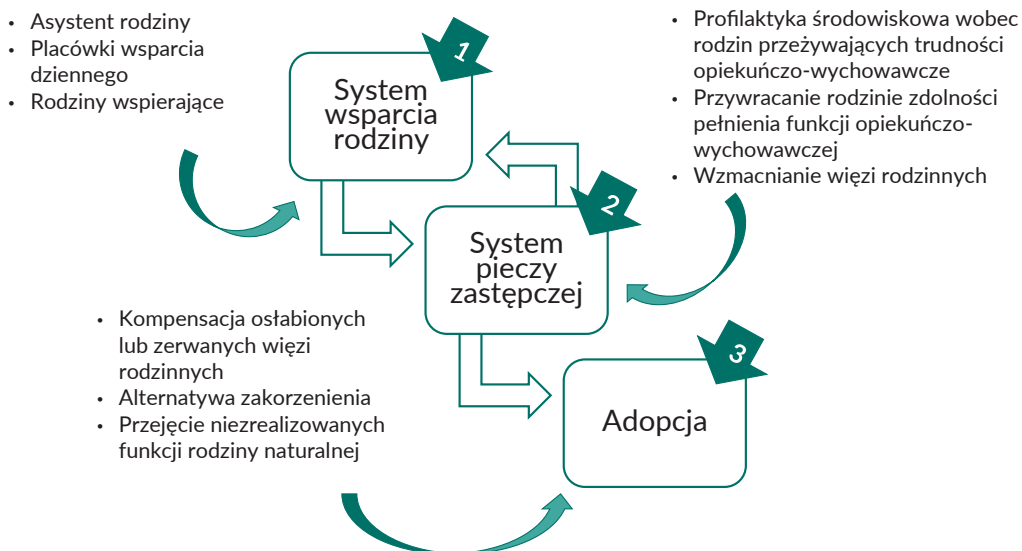 • Asystent rodziny
• Placówki wsparcia
dziennego
• Rodziny wspierające
1
System
wsparcia
rodziny
• Profilaktyka środowiskowa wobec
rodzin przeżywających trudności
opiekuńczo-wychowawcze
• Przywracanie rodzinie zdolności
pełnienia funkcji opiekuńczo-
wychowawczej
• Wzmacnianie więzi rodzinnych
2
System
pieczy
zastępczej
• Kompensacja osłabionych
lub zerwanych więzi
rodzinnych
• Alternatywa zakorzenienia
• Przejęcie niezrealizowanych
funkcji rodziny naturalnej
3
Adopcja